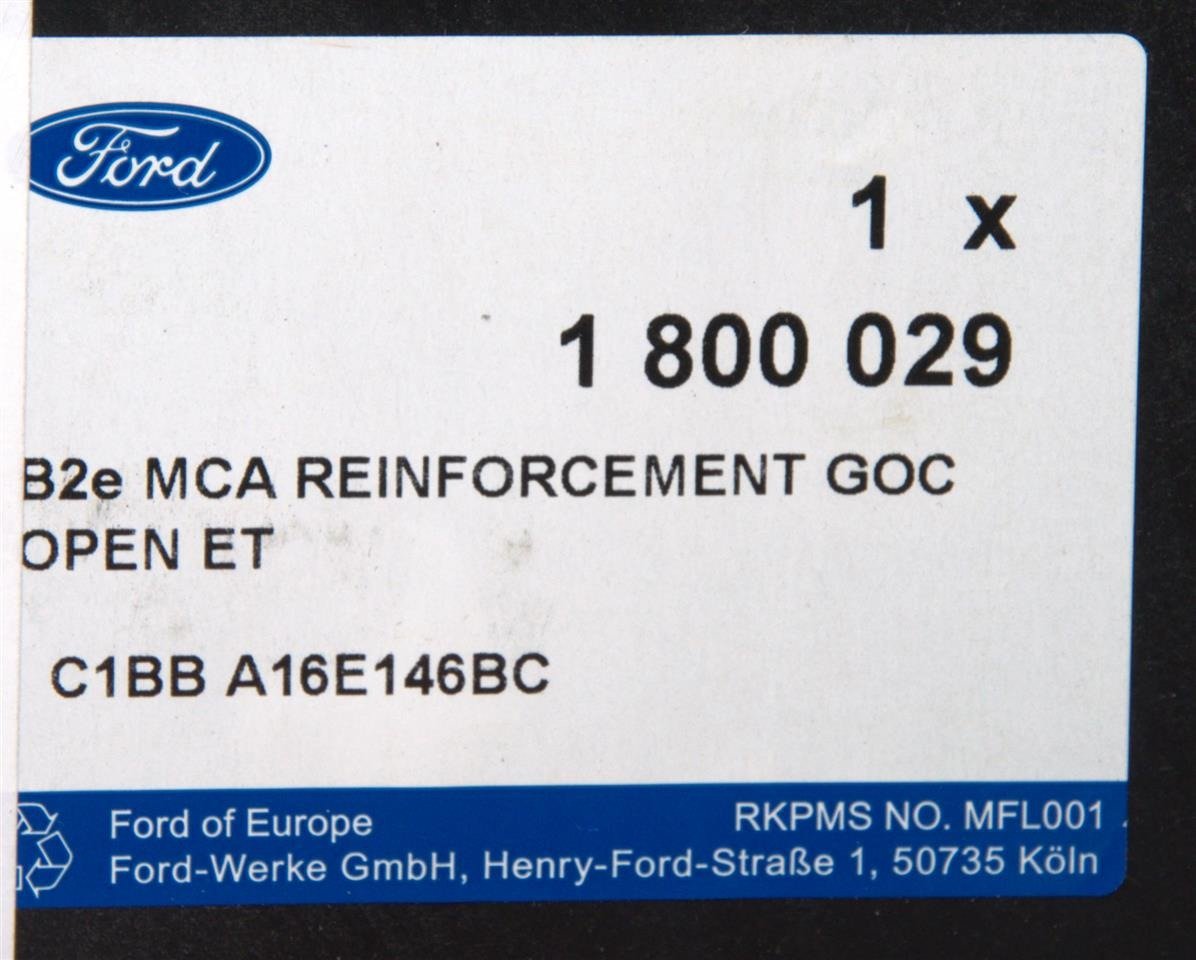 Ford
1 x
1 800 029
B2e MCA REINFORCEMENT GOC
OPEN ET
C1BB A16E146BC
Ford of Europe
RKPMS NO. MFL001
Ford-Werke GmbH, Henry-Ford-Straße 1, 50735 Köln